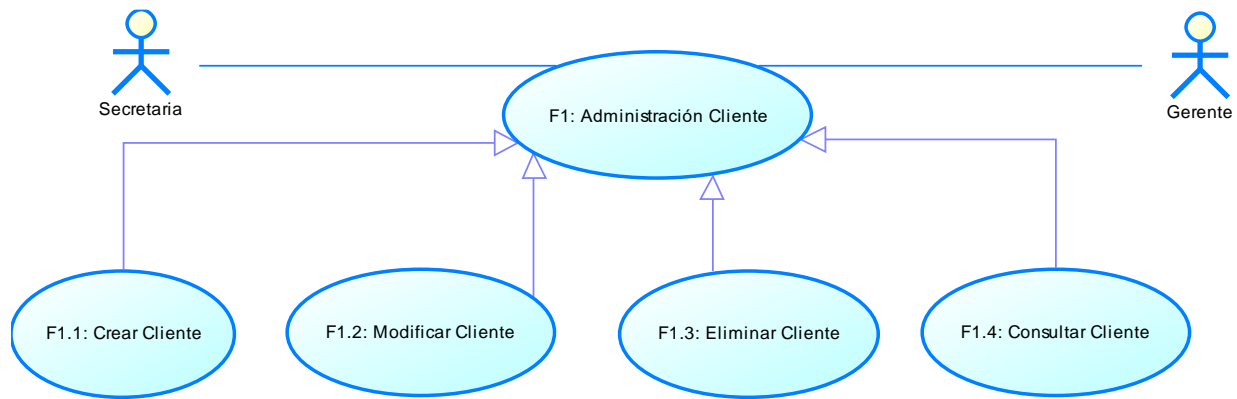 Secretaria
Gerente
F1: Administración Cliente
F1.1: Crear Cliente
F1.2: Modificar Cliente
F1.3: Eliminar Cliente
F1.4: Consultar Cliente